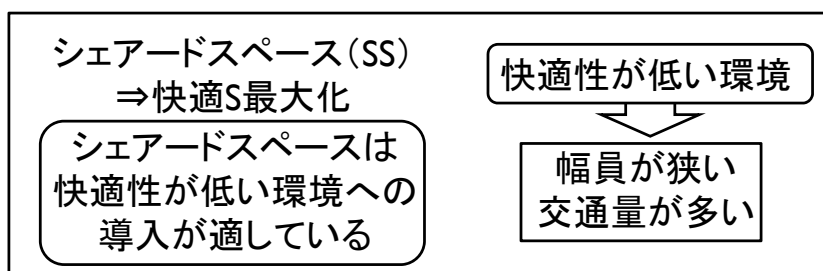 シェアードスペース（SS）
⇒快適S最大化
シェアードスペースは
快適性が低い環境への
導入が適している
快適性が低い環境
幅員が狭い
交通量が多い